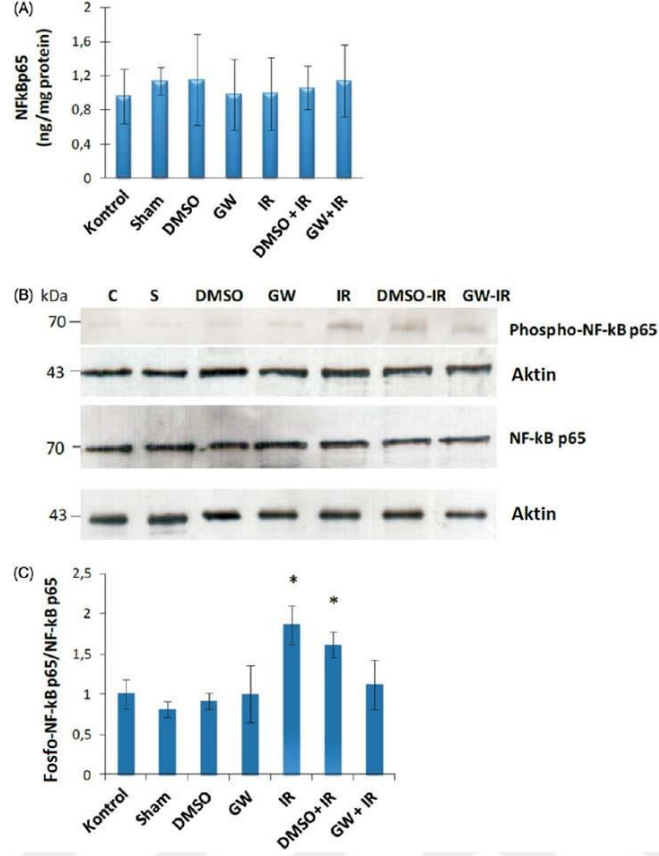 (A)
NFkBp65
(ng/mg protein)
2
1,6
1,2
0,8
0,4
0
Kontrol
Sham
DMSO
GW
IR
DMSO + IR
GW+ IR
(B) kDa C S DMSO GW IR DMSO-IR GW-IR
70 Phospho-NF-kB p65
43 Aktin
70 NF-kB p65
43 Aktin
(C)
Fosfo-NF-kBp65/NF-kB p65
2,5
2
1,5
1
0,5
0
*
*
Kontrol
Sham
DMSO
GW
IR
DMSO+ IR
GW + IR